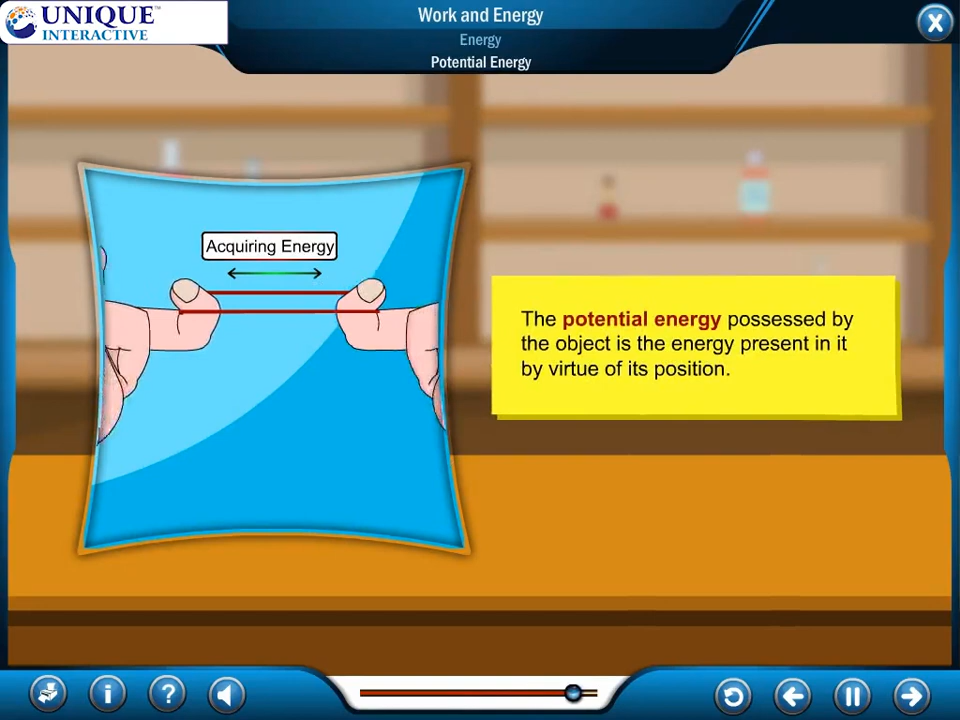 UNIQUE™
INTERACTIVE
Work and Energy
Energy
Potential Energy
X
Acquiring Energy
The potential energy possessed by
the object is the energy present in it
by virtue of its position.
i
?